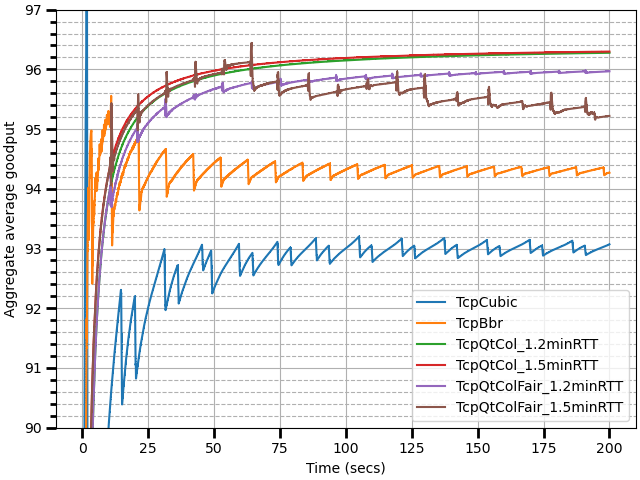 97
96
95
94
93
92
91
90
Aggregate average goodput
TcpCubic
TcpBbr
TcpQtCol_1.2minRTT
TcpQtCol_1.5minRTT
TcpQtColFair_1.2minRTT
TcpQtColFair_1.5minRTT
0 25 50 75 100 125 150 175 200
Time (secs)